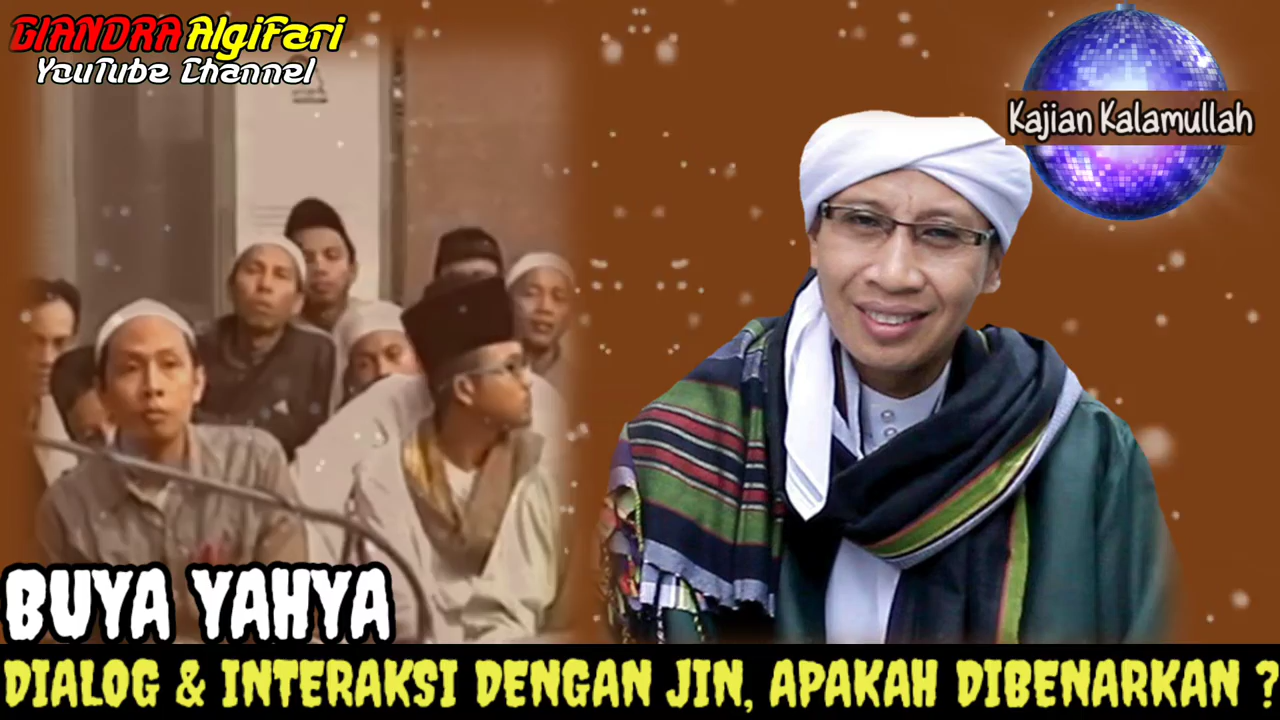 GIANDRA AlgiFari
YouTube Channel
Kajian Kalamullah
BUYA YAHYA
DIALOG & INTERAKSI DENGAN JIN, APAKAH DIBENARKAN ?